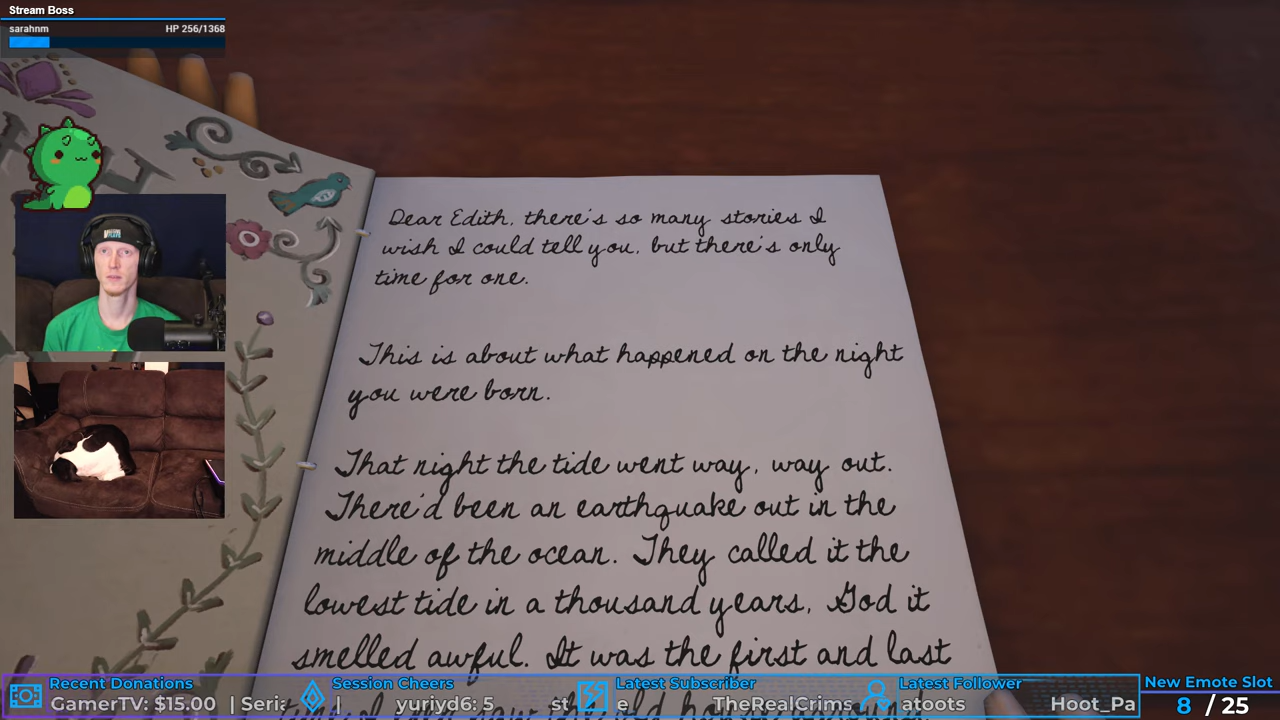 Stream Boss
sarahnm
HP 256/1368
Dear Edith, there's so many stories I
wish I could tell you, but there's only
time for one.
This is about what happened on the night
you were born.
That night the tide went way, way out.
There'd been an earthquake out in the
middle of the ocean. They called it the
lowest tide in a thousand years, God it
smelled awful. It was the first and last
Recent Donations
GamerTV: $15.00 | Seri
Session Cheers
| yuriyd6: 5 st
Latest Subscriber
e TheRealCrims
Latest Follower
atoots Hoot_Pa
New Emote Slot
8 / 25